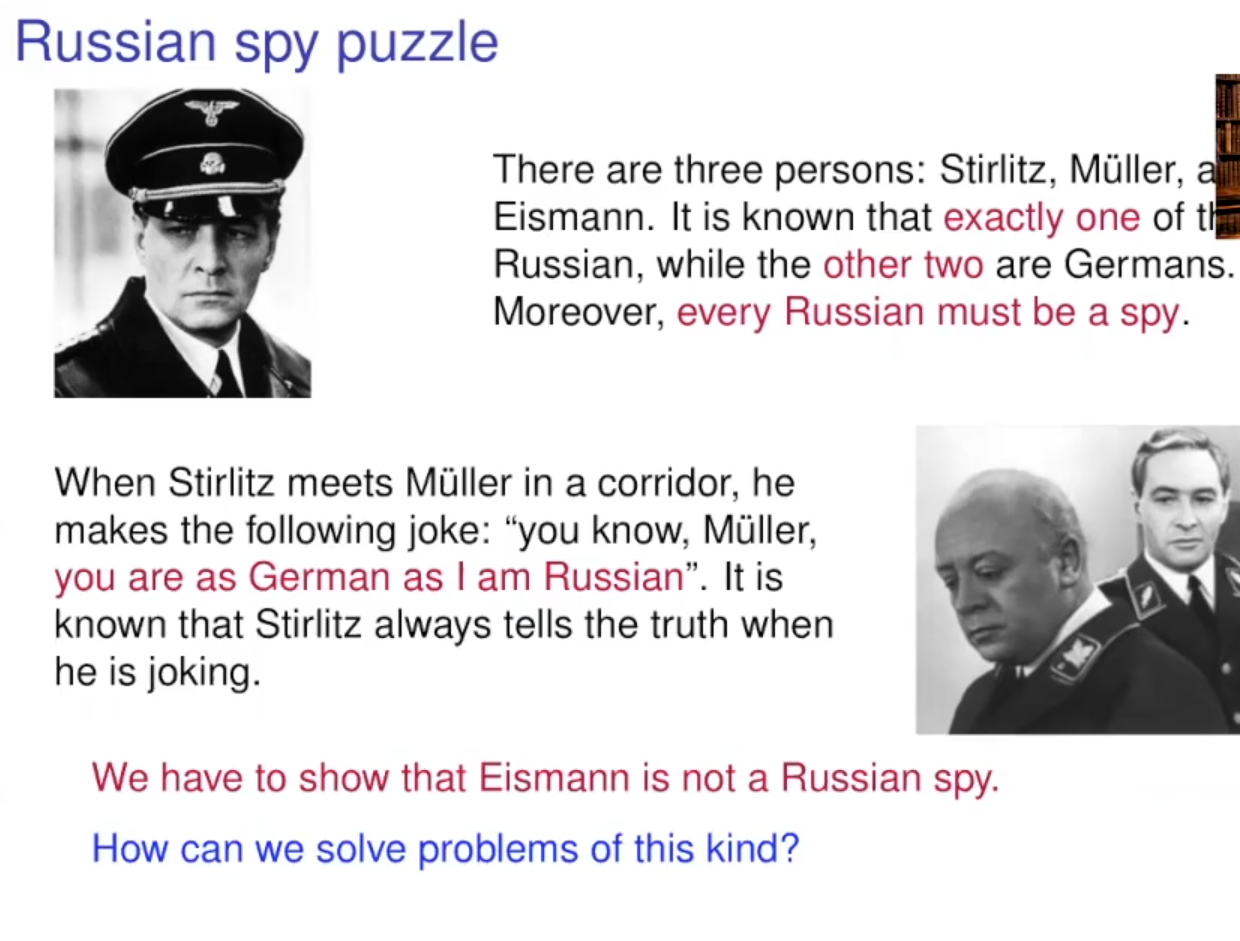 Russian spy puzzle
There are three persons: Stirlitz, Müller,
Eismann. It is known that exactly one of
Russian, while the other two are Germans.
Moreover, every Russian must be a spy.
When Stirlitz meets Müller in a corridor, he
makes the following joke: “you know, Müller,
you are as German as I am Russian”. It is
known that Stirlitz always tells the truth when
he is joking.
We have to show that Eismann is not a Russian spy.
How can we solve problems of this kind?